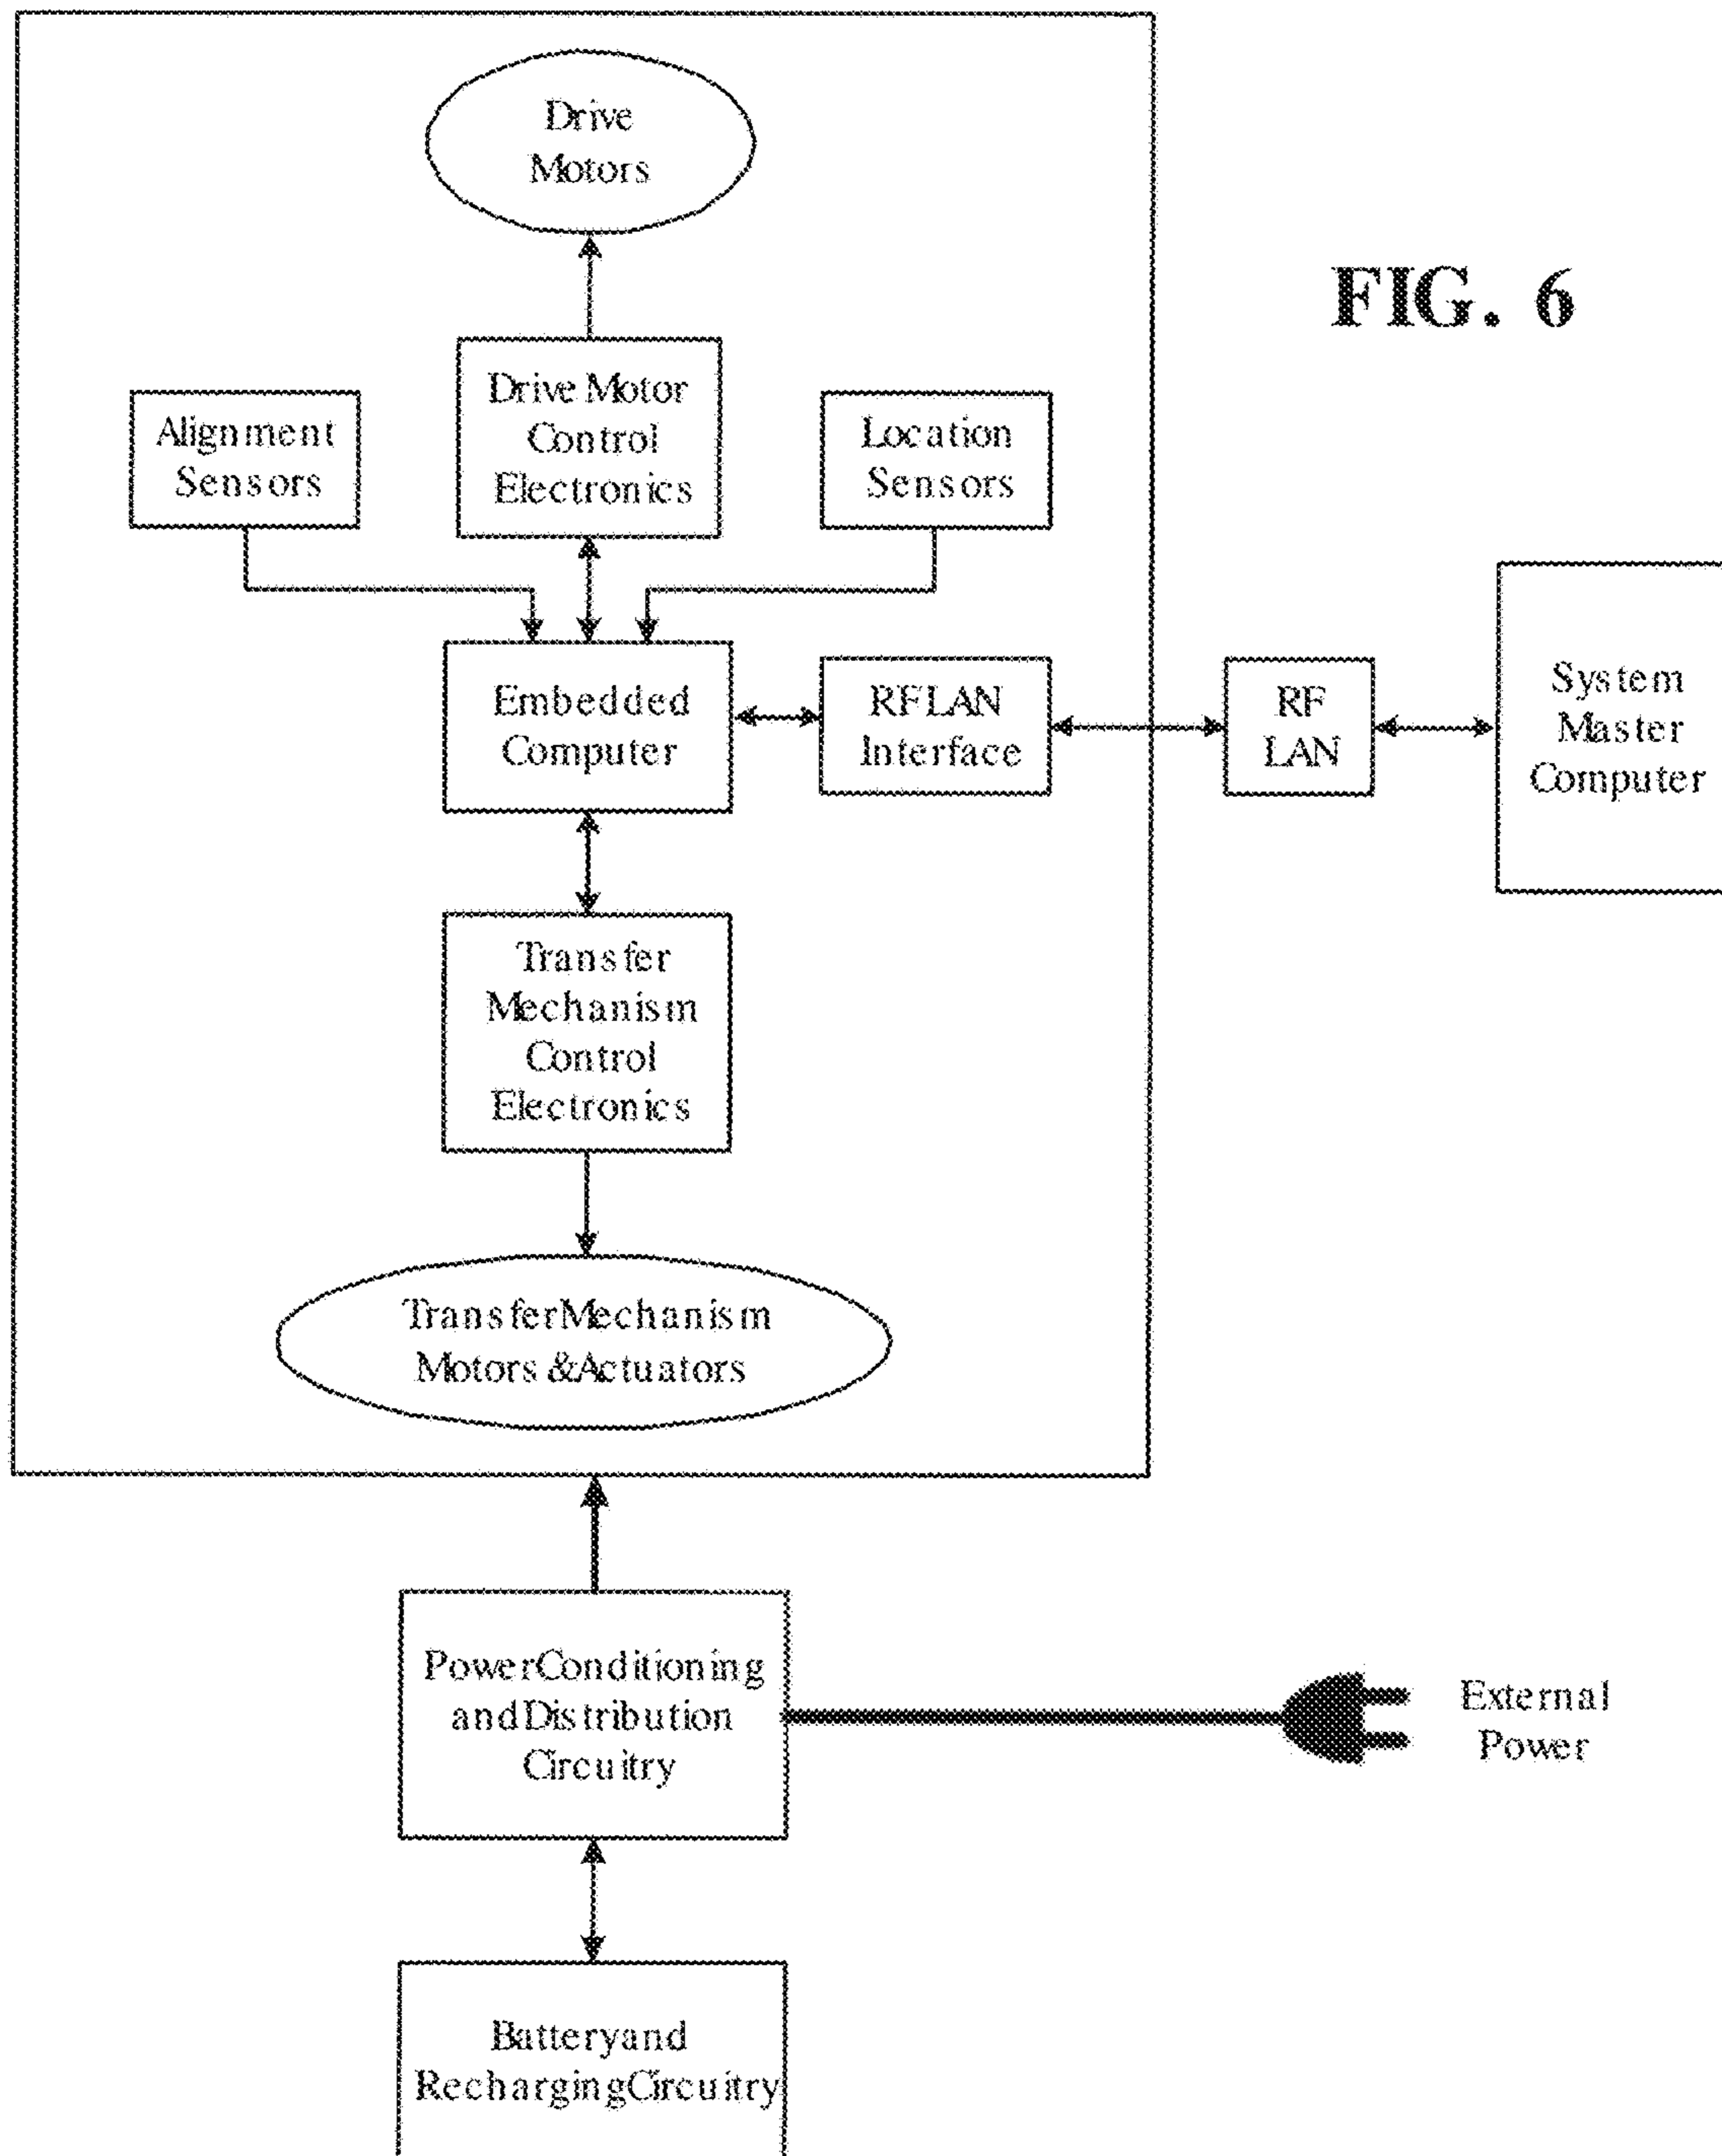 Drive
Motors
FIG. 6
Alignment
Sensors
Drive Motor
Control
Electronics
Location
Sensors
Embedded
Computer
RF LAN
Interface
RF
LAN
System
Master
Computer
Transfer
Mechanism
Control
Electronics
Transfer Mechanism
Motors & Actuators
Power Conditioning
and Distribution
Circuitry
External
Power
Battery and
Recharging Circuitry